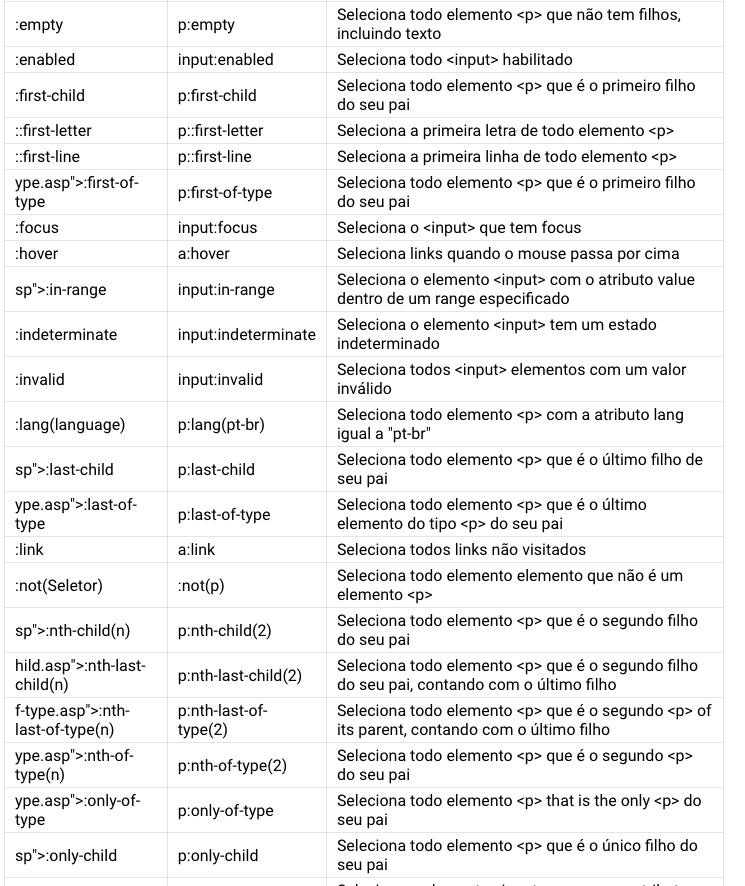 :empty
p:empty
Seleciona todo elemento <p> que não tem filhos,
incluindo texto
:enabled
input:enabled
Seleciona todo <input> habilitado
:first-child
p:first-child
Seleciona todo elemento <p> que é o primeiro filho
do seu pai
::first-letter
p::first-letter
Seleciona a primeira letra de todo elemento <p>
::first-line
p::first-line
Seleciona a primeira linha de todo elemento <p>
ype.asp">:first-of-
type
p:first-of-type
Seleciona todo elemento <p> que é o primeiro filho
do seu pai
:focus
input:focus
Seleciona o <input> que tem focus
:hover
a:hover
Seleciona links quando o mouse passa por cima
sp">:in-range
input:in-range
Seleciona o elemento <input> com o atributo value
dentro de um range especificado
:indeterminate
input:indeterminate
Seleciona o elemento <input> tem um estado
indeterminado
:invalid
input:invalid
Seleciona todos <input> elementos com um valor
inválido
:lang(language)
p:lang(pt-br)
Seleciona todo elemento <p> com a atributo lang
igual a "pt-br"
sp">:last-child
p:last-child
Seleciona todo elemento <p> que é o último filho de
seu pai
ype.asp">:last-of-
type
p:last-of-type
Seleciona todo elemento <p> que é o último
elemento do tipo <p> do seu pai
:link
a:link
Seleciona todos links não visitados
:not(Seletor)
:not(p)
Seleciona todo elemento elemento que não é um
elemento <p>
sp">:nth-child(n)
p:nth-child(2)
Seleciona todo elemento <p> que é o segundo filho
do seu pai
hild.asp">:nth-last-
child(n)
p:nth-last-child(2)
Seleciona todo elemento <p> que é o segundo filho
do seu pai, contando com o último filho
f-type.asp">:nth-
last-of-type(n)
p:nth-last-of-
type(2)
Seleciona todo elemento <p> que é o segundo <p> of
its parent, contando com o último filho
ype.asp">:nth-of-
type(n)
p:nth-of-type(2)
Seleciona todo elemento <p> que é o segundo <p>
do seu pai
ype.asp">:only-of-
type
p:only-of-type
Seleciona todo elemento <p> that is the only <p> do
seu pai
sp">:only-child
p:only-child
Seleciona todo elemento <p> que é o único filho do
seu pai